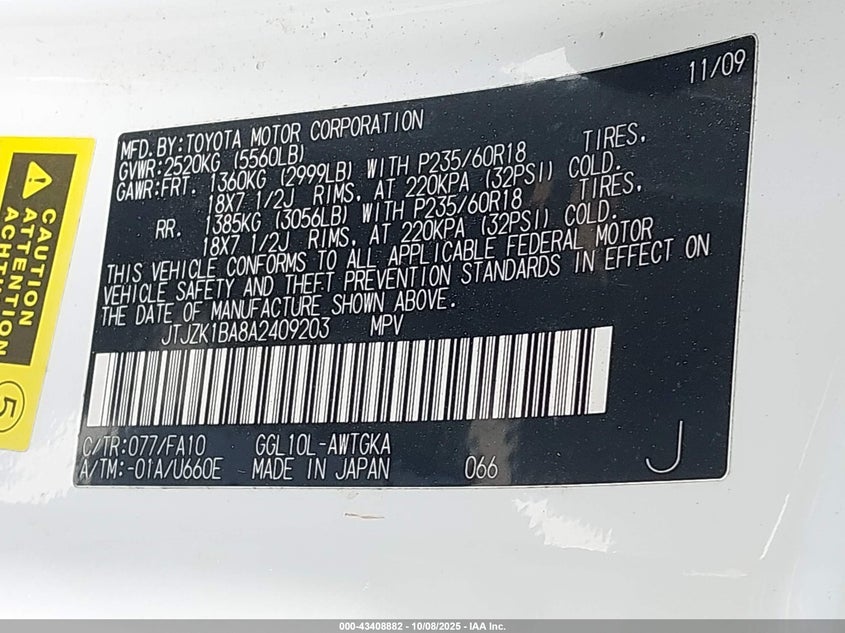 11/09
MFD. BY: TOYOTA MOTOR CORPORATION
GVWR: 2520KG (5560LB)
GAWR: FRT. 1360KG (2999LB) WITH P235/60R18 TIRES,
18X7 1/2J RIMS, AT 220KPA (32PSI) COLD.
RR. 1385KG (3056LB) WITH P235/60R18 TIRES,
18X7 1/2J RIMS, AT 220KPA (32PSI) COLD.
THIS VEHICLE CONFORMS TO ALL APPLICABLE FEDERAL MOTOR
VEHICLE SAFETY AND THEFT PREVENTION STANDARDS IN EFFECT ON
THE DATE OF MANUFACTURE SHOWN ABOVE.
JTJZK1BA8A2409203 MPV
C/TR: 077/FA10 GGL10L-AWTGKA
A/TM: -01A/U660E MADE IN JAPAN 066
J
CAUTION
ATTENTION
5
000-43408882 - 10/08/2025 - IAA Inc.